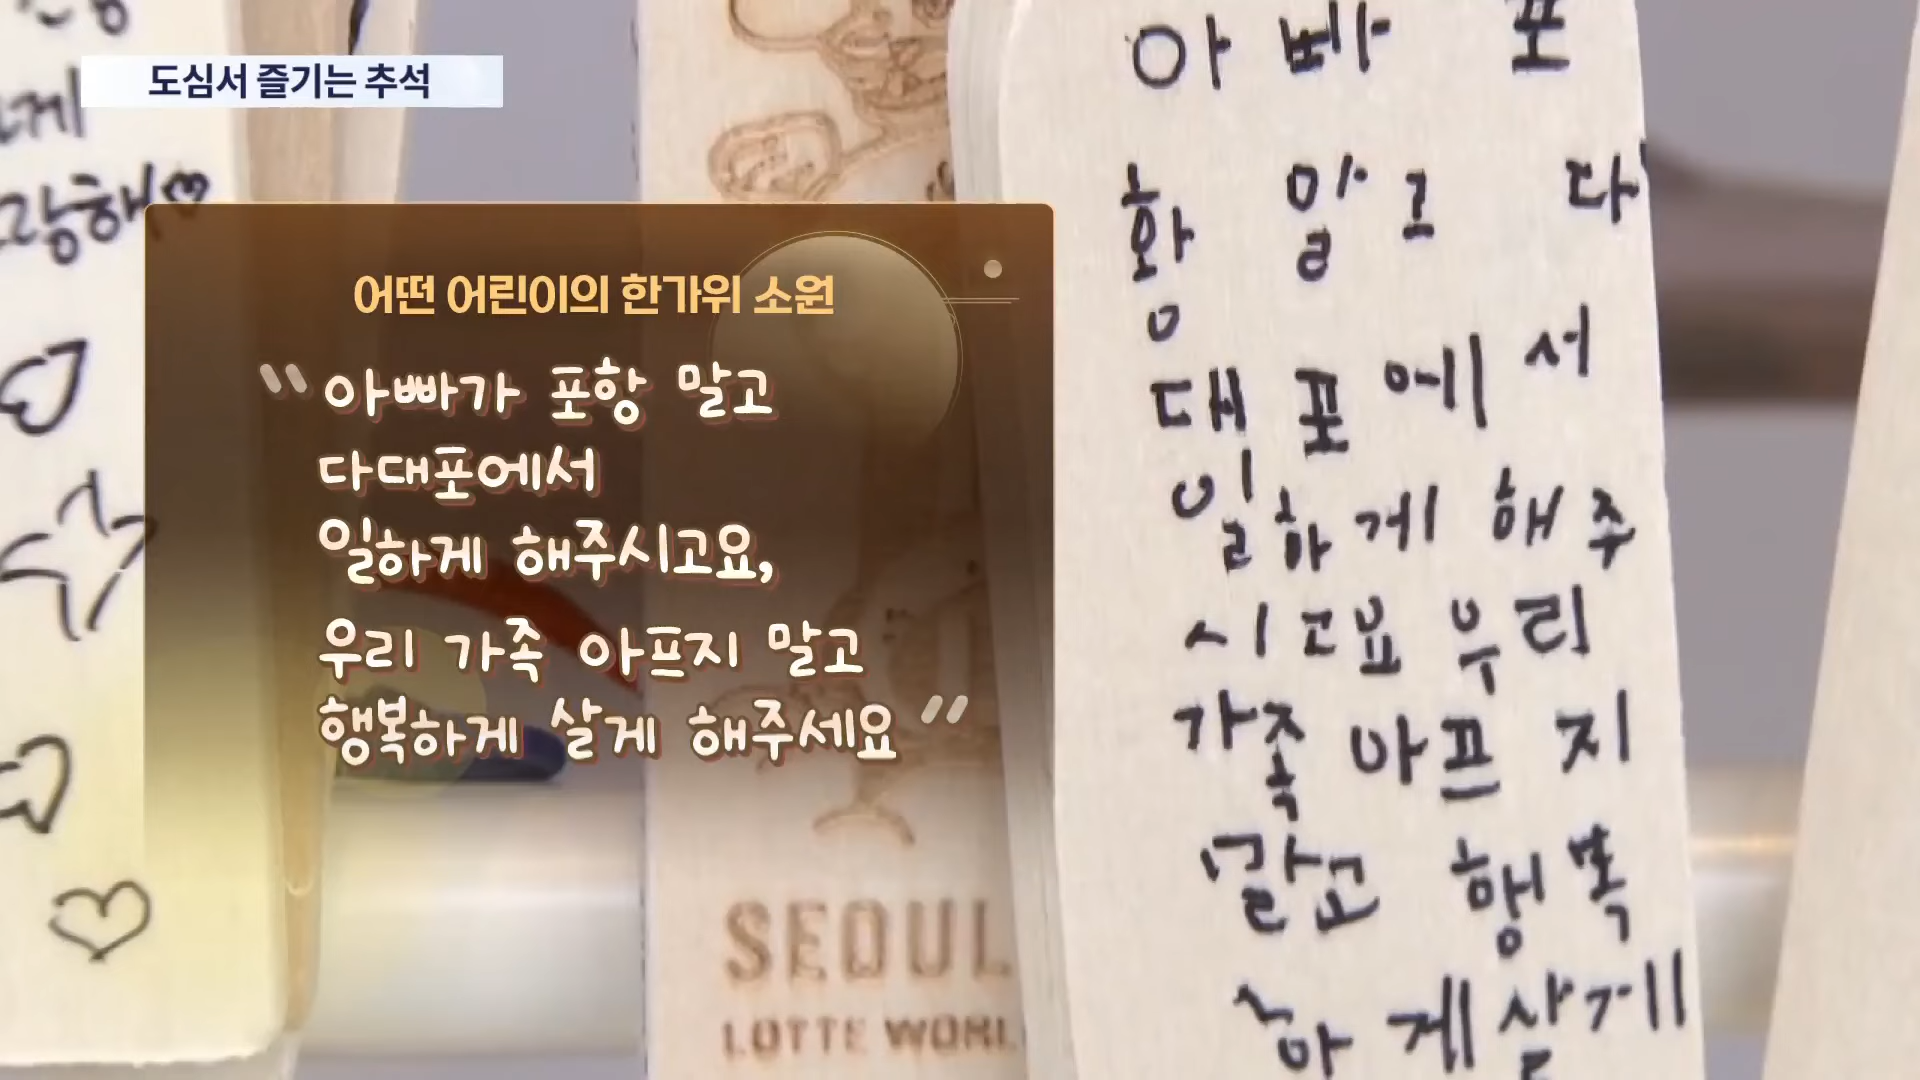 도심서 즐기는 추석
어떤 어린이의 한가위 소원
"아빠가 포항 말고
다대포에서
일하게 해주시고요,
우리 가족 아프지 말고
행복하게 살게 해주세요"
아빠 포
항 말고 다
대포에서
일하게 해주
시고요 우리
가족 아프지
말고 행복
하게 살게
게
랑해♡
SEOUL
LOTTE WORL